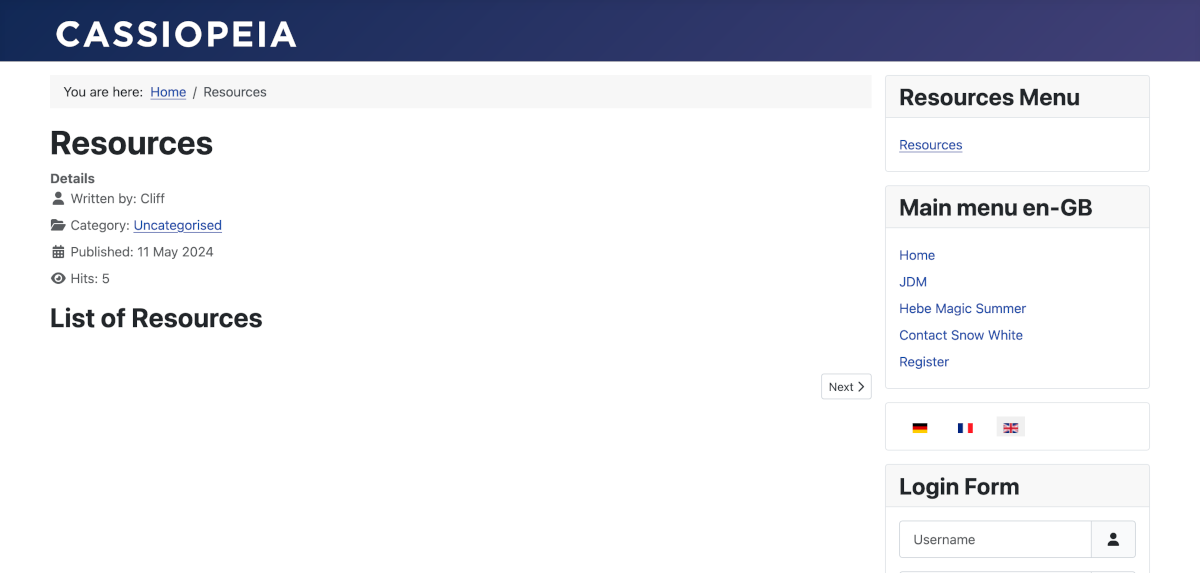 CASSIOPEIA
You are here: Home / Resources
Resources
Details
Written by: Cliff
Category: Uncategorised
Published: 11 May 2024
Hits: 5
List of Resources
Next
Resources Menu
Resources
Main menu en-GB
Home
JDM
Hebe Magic Summer
Contact Snow White
Register
Login Form
Username